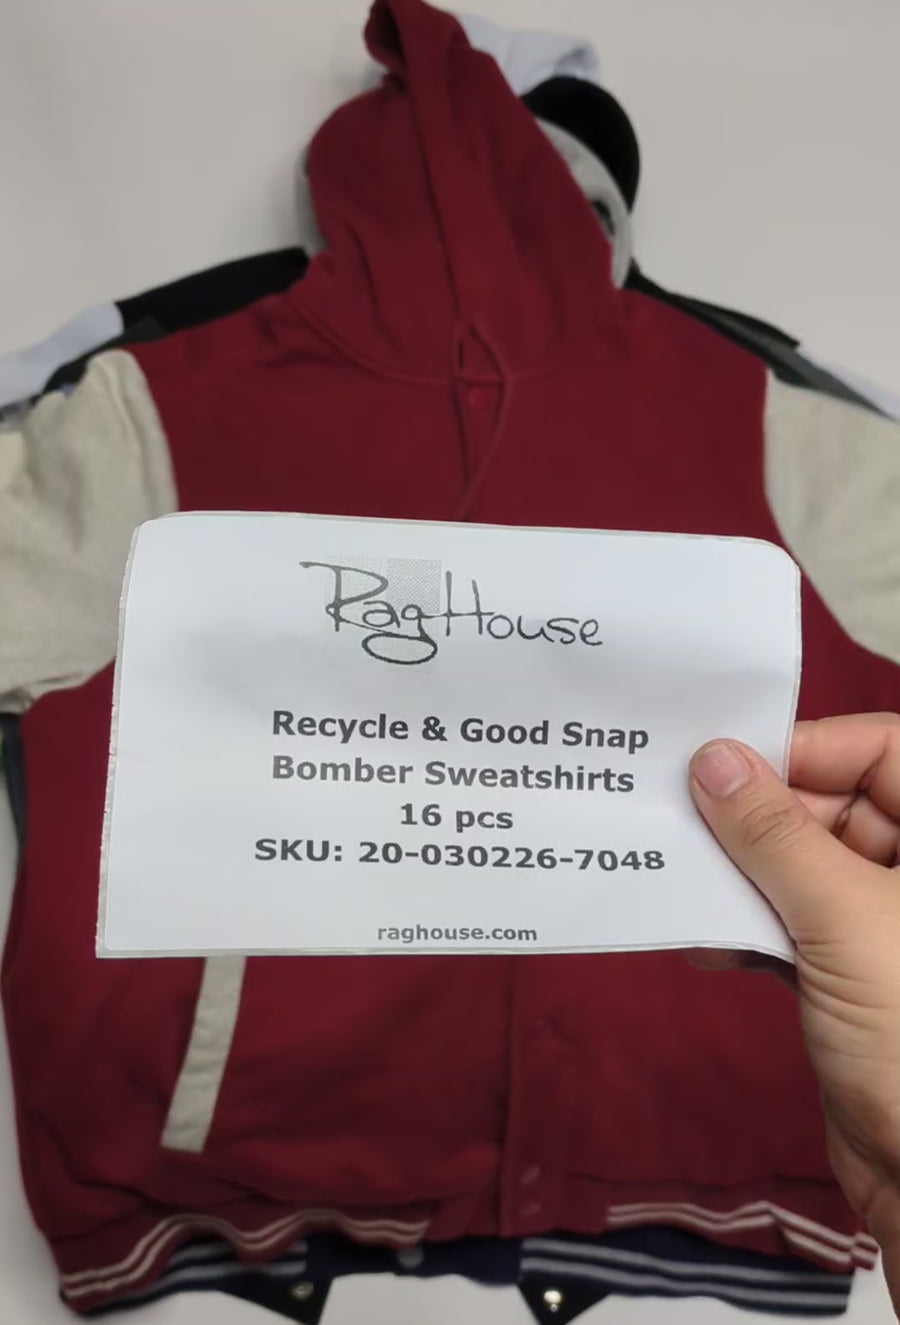 RagHouse
Recycle & Good Snap
Bomber Sweatshirts
16 pcs
SKU: 20-030226-7048
raghouse.com